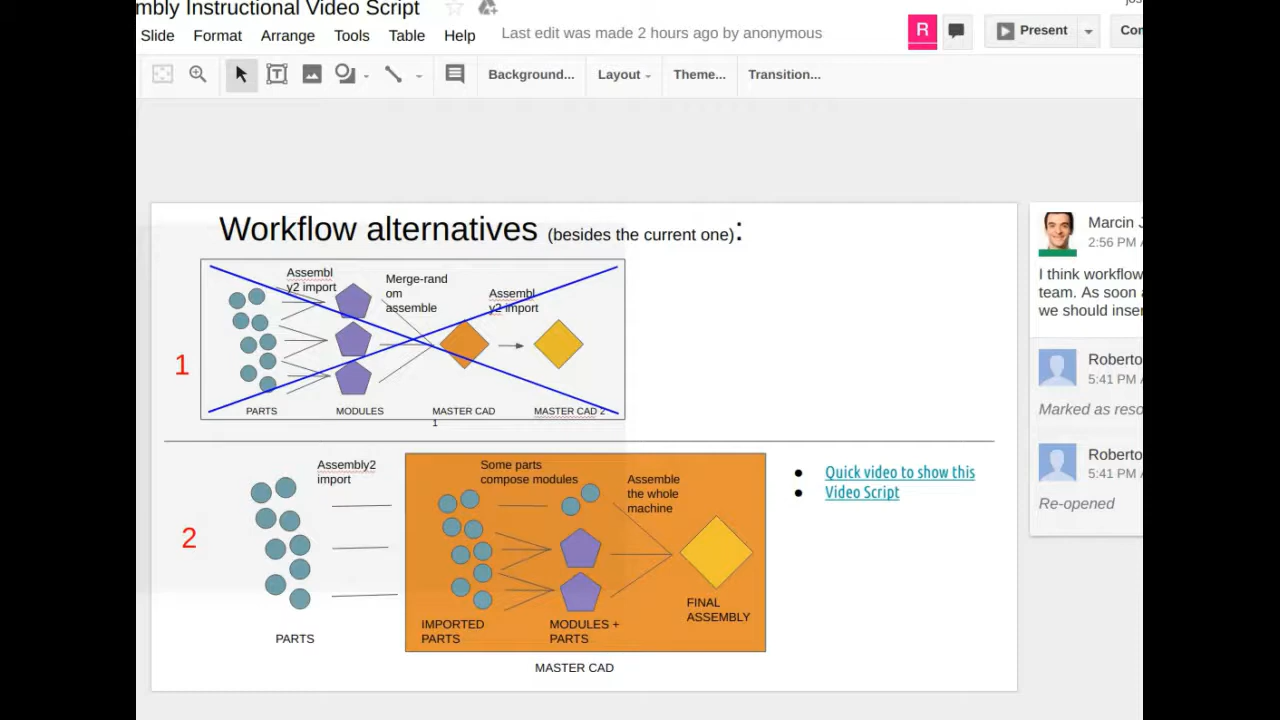 mbly Instructional Video Script
Slide Format Arrange Tools Table Help Last edit was made 2 hours ago by anonymous
R
Present
Background... Layout Theme... Transition...
Workflow alternatives (besides the current one):
Assembl
y2 import
Merge-rand
om
assemble
Assembl
y2 import
1
PARTS
MODULES
MASTER CAD
1
MASTER CAD 2
Assembly2
import
Some parts
compose modules
Assemble
the whole
machine
2
PARTS
IMPORTED
PARTS
MODULES +
PARTS
FINAL
ASSEMBLY
MASTER CAD
● Quick video to show this
● Video Script
Marcin J
2:56 PM
I think workflow
team. As soon
we should inser
Roberto
5:41 PM
Marked as reso
Roberto
5:41 PM
Re-opened